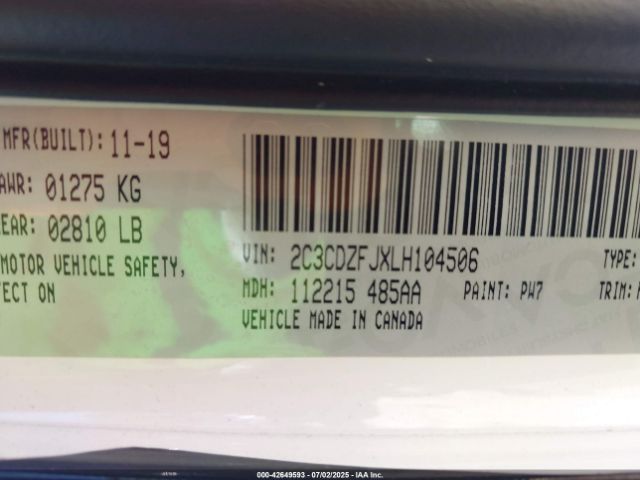 MFR(BUILT): 11-19
AWR: 01275 KG
EAR: 02810 LB
MOTOR VEHICLE SAFETY,
FECT ON
VIN: 2C3CDZFJXLH104506 TYPE:
MDH: 112215 485AA PAINT: PW7 TRIM:
VEHICLE MADE IN CANADA
000-42649593 - 07/02/2025 - IAA Inc.